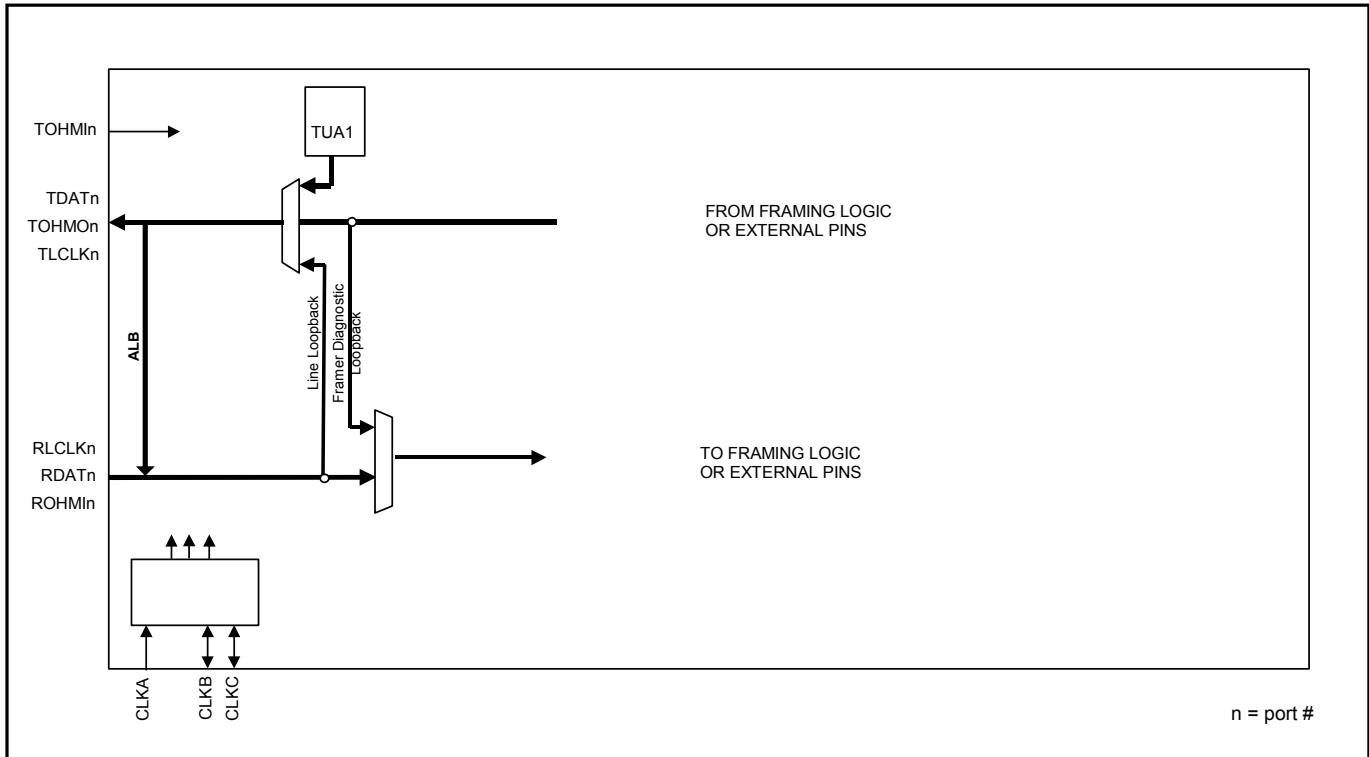 TOHMIn
TUA1
TDATn
TOHMOn
TLCLKn
FROM FRAMING LOGIC
OR EXTERNAL PINS
ALB
Line Loopback
Framer Diagnostic
Loopback
RLCLKn
RDATn
ROHMIn
TO FRAMING LOGIC
OR EXTERNAL PINS
CLKA
CLKB
CLKC
n = port #